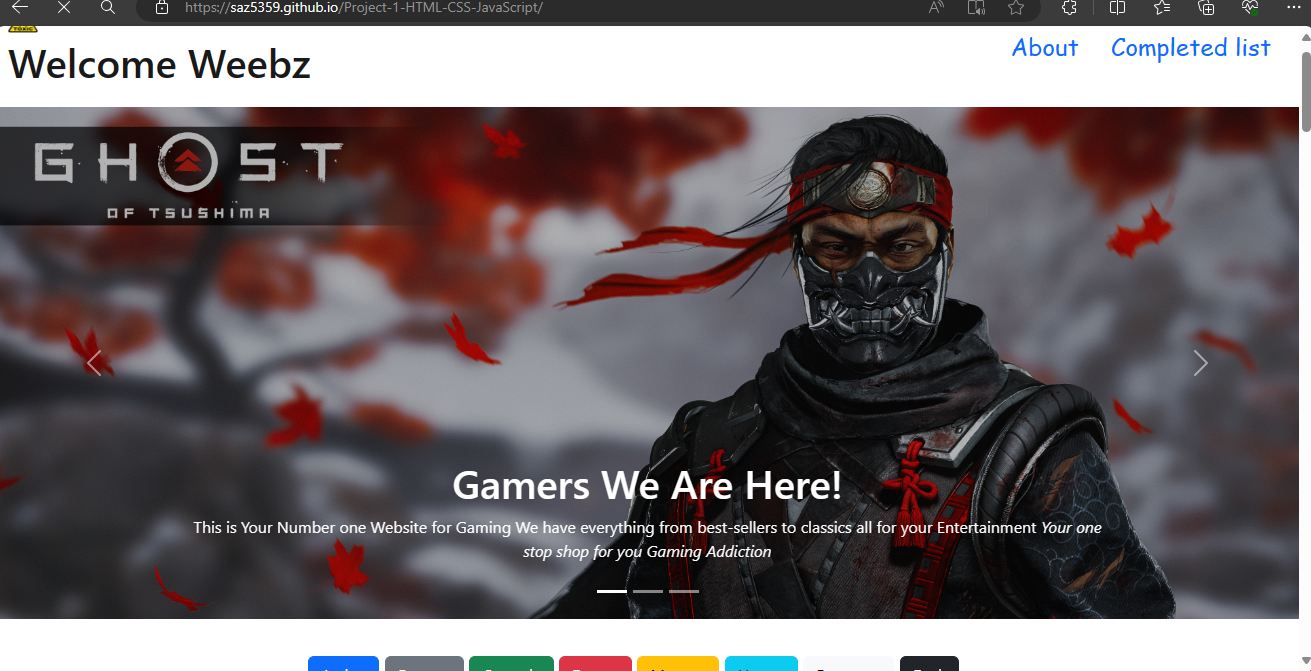 https://saz5359.github.io/Project-1-HTML-CSS-JavaScript/
TOXIC
Welcome Weebz
About
Completed list
GHOST
OF TSUSHIMA
Gamers We Are Here!
This is Your Number one Website for Gaming We have everything from best-sellers to classics all for your Entertainment Your one
stop shop for you Gaming Addiction